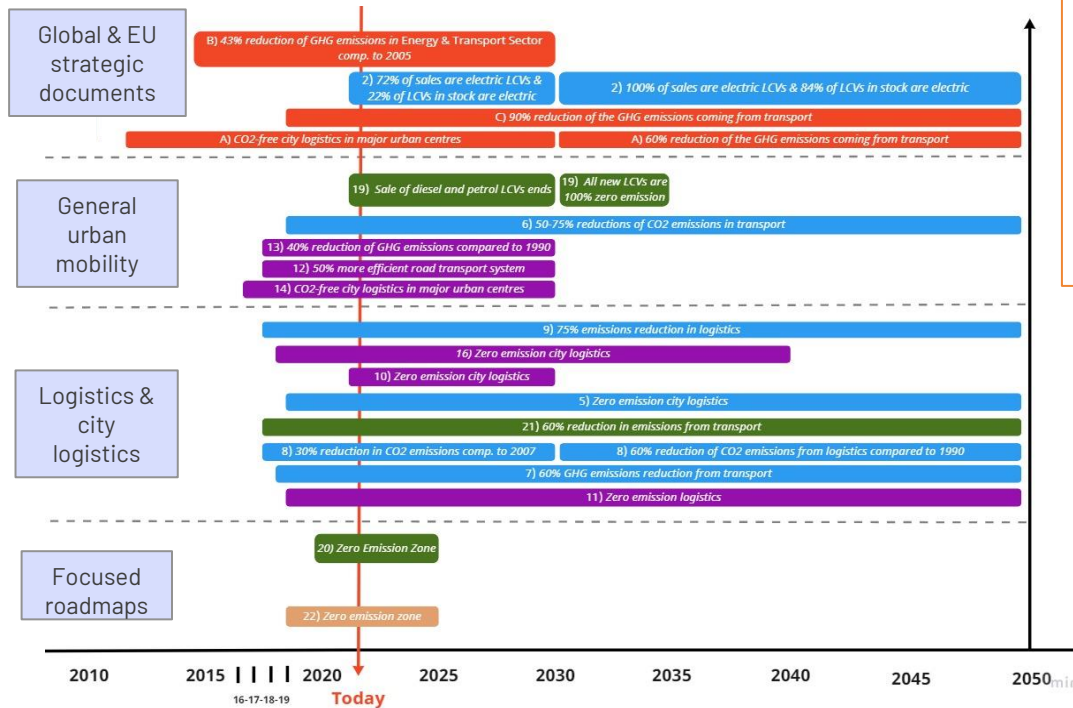 Global & EU
strategic
documents
B) 43% reduction of GHG emissions in Energy & Transport Sector
comp. to 2005
2) 72% of sales are electric LCVs &
22% of LCVs in stock are electric
2) 100% of sales are electric LCVs & 84% of LCVs in stock are electric
C) 90% reduction of the GHG emissions coming from transport
A) CO2-free city logistics in major urban centres
A) 60% reduction of the GHG emissions coming from transport
General
urban
mobility
19) Sale of diesel and petrol LCVs ends
19) All new LCVs are
100% zero emission
6) 50-75% reductions of CO2 emissions in transport
13) 40% reduction of GHG emissions compared to 1990
12) 50% more efficient road transport system
14) CO2-free city logistics in major urban centres
Logistics &
city
logistics
9) 75% emissions reduction in logistics
16) Zero emission city logistics
10) Zero emission city logistics
5) Zero emission city logistics
21) 60% reduction in emissions from transport
8) 30% reduction in CO2 emissions comp. to 2007
8) 60% reduction of CO2 emissions from logistics compared to 1990
7) 60% GHG emissions reduction from transport
11) Zero emission logistics
Focused
roadmaps
20) Zero Emission Zone
22) Zero emission zone
2010 2015 2020 2025 2030 2035 2040 2045 2050
16-17-18-19
Today